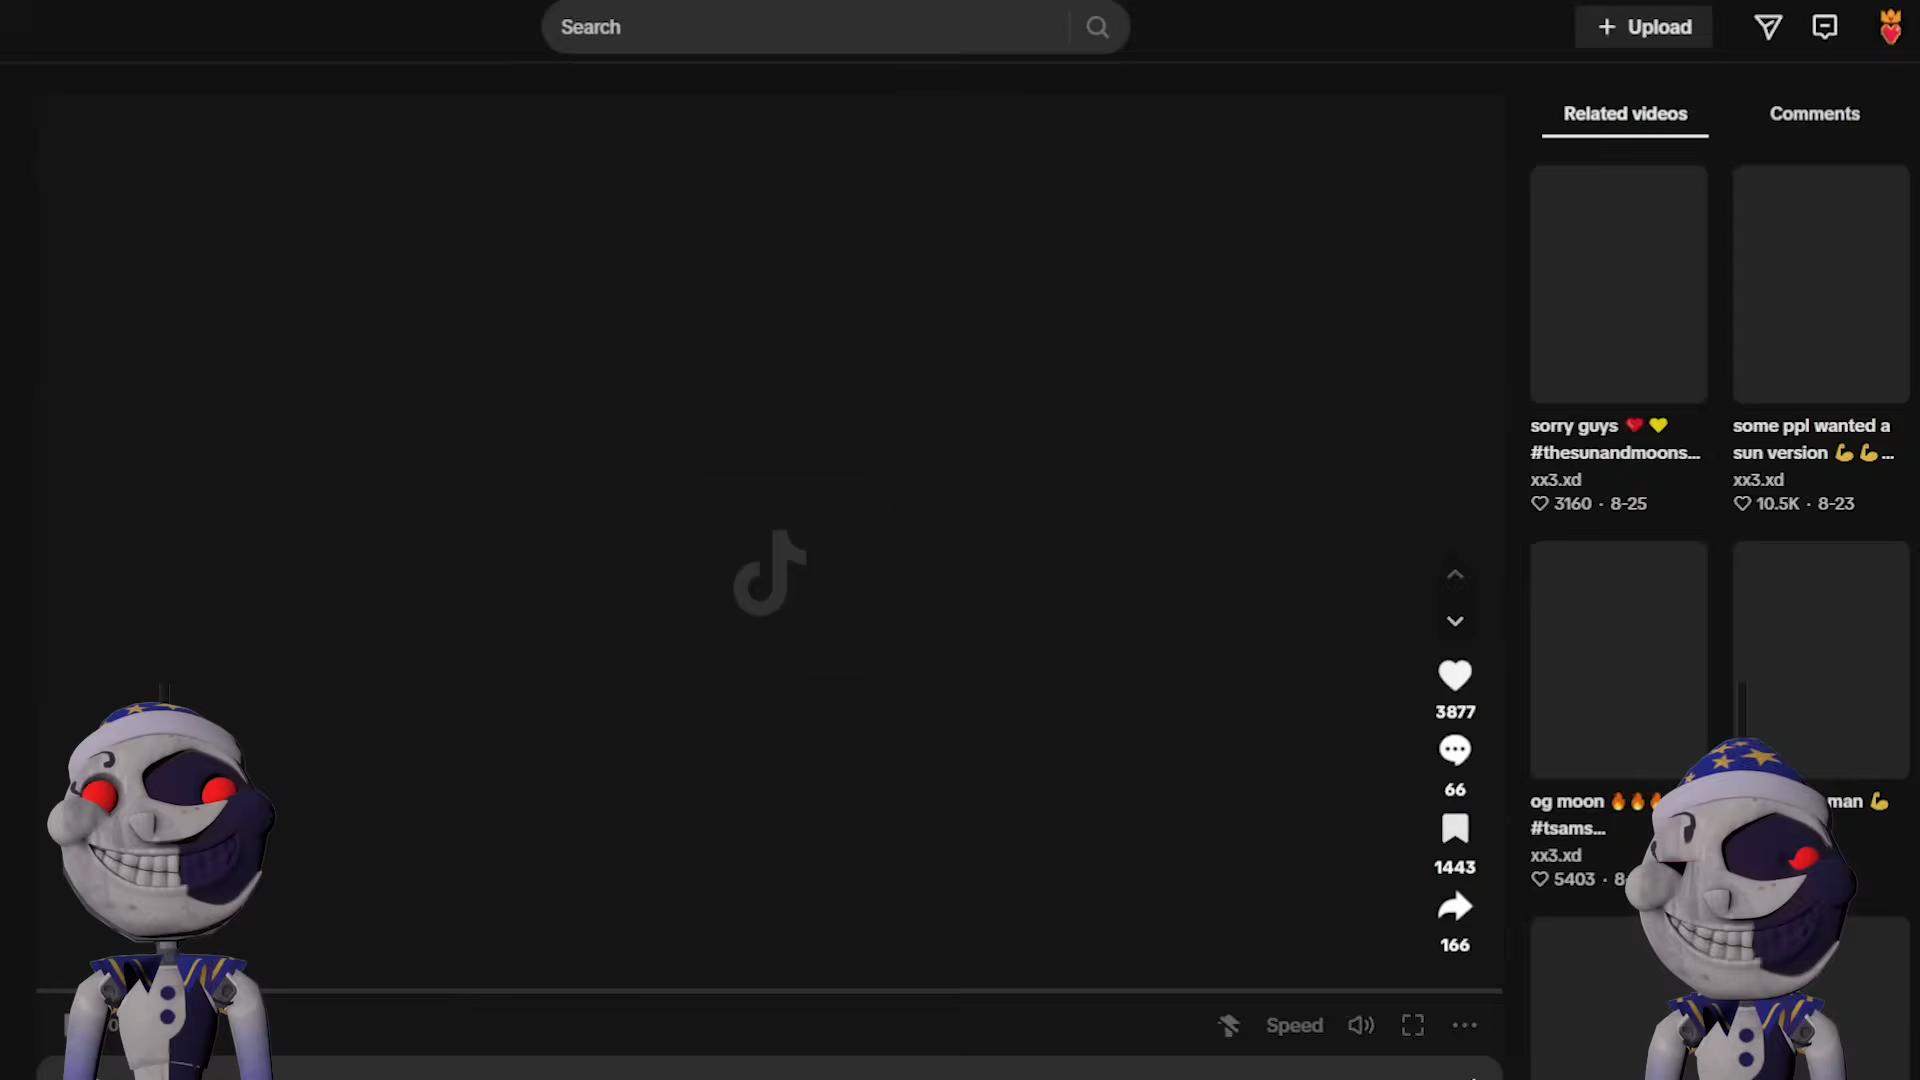 Search
Upload
Related videos
Comments
sorry guys ❤️ 💛
#thesunandmoons...
xx3.xd
3160 · 8-25
some ppl wanted a
sun version 💪 💪 ...
xx3.xd
10.5K · 8-23
3877
66
1443
166
og moon 🔥🔥🔥
#tsams...
xx3.xd
5403 · 8-
man 💪
Speed